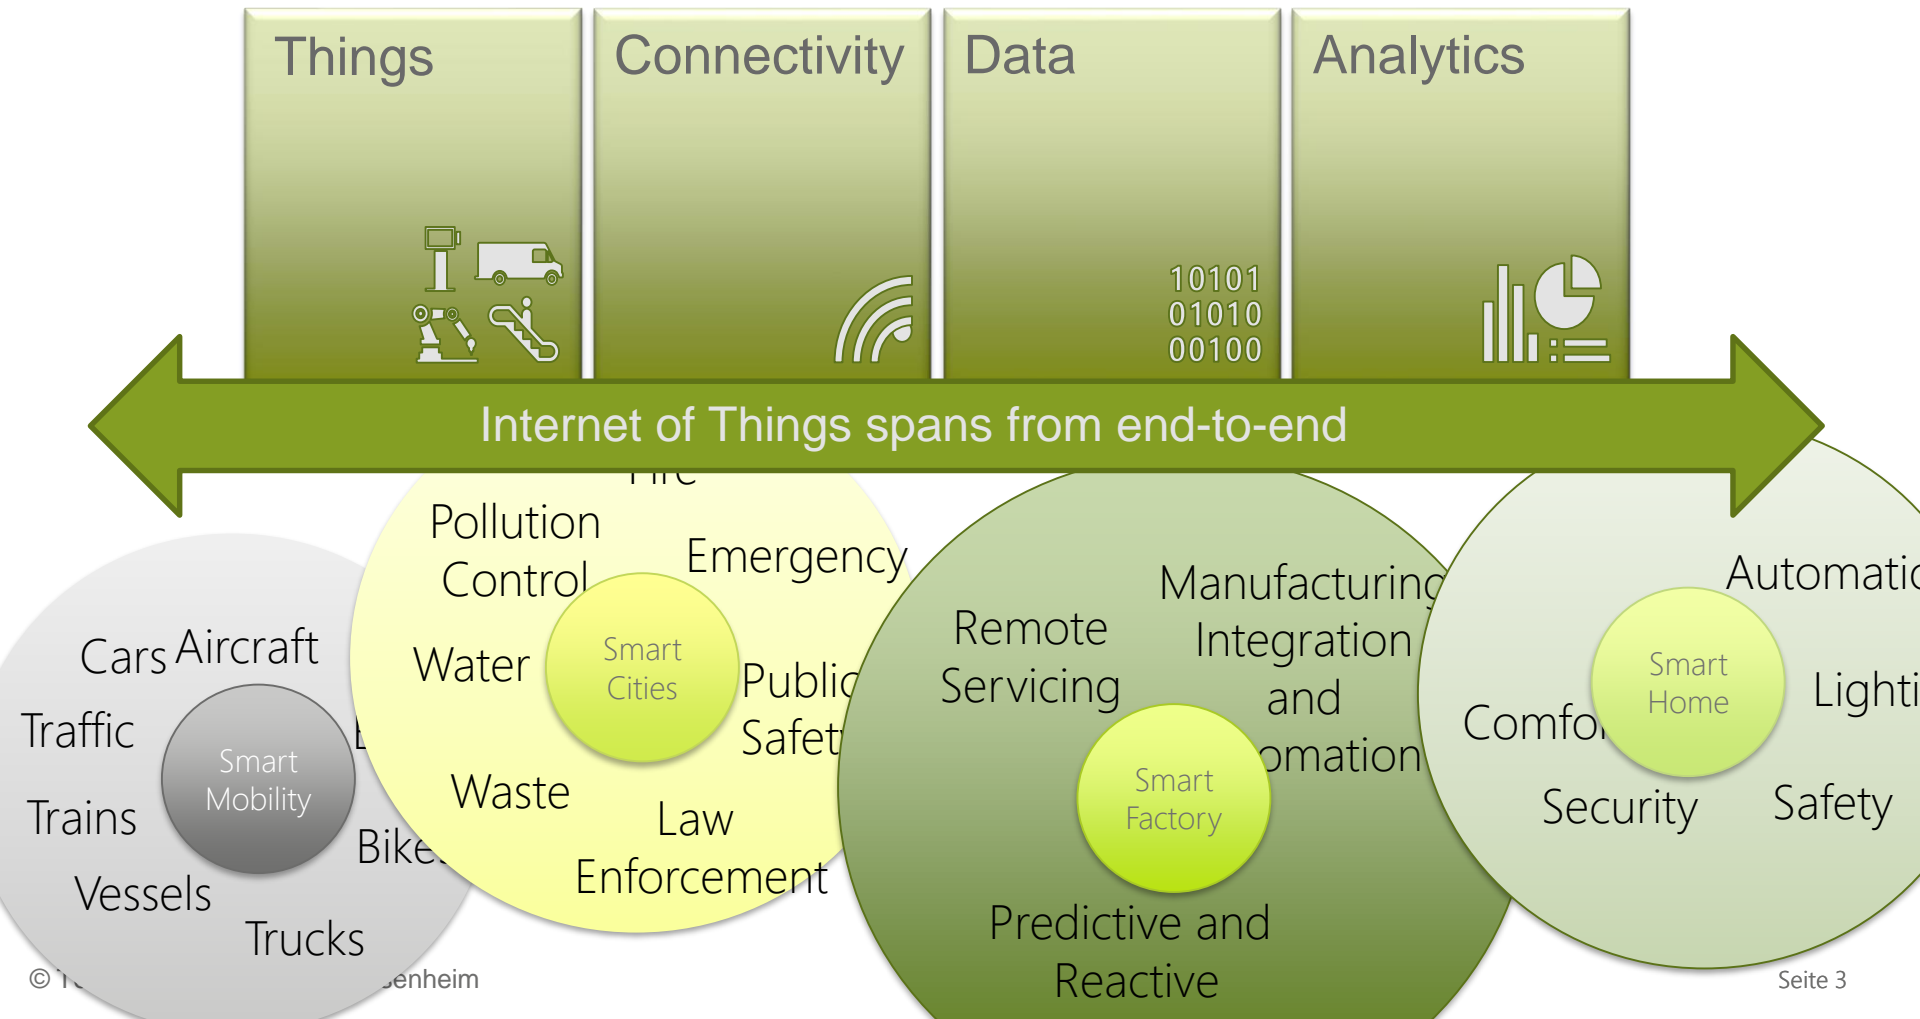 Things
Connectivity
Data
Analytics
10101
01010
00100
Internet of Things spans from end-to-end
Pollution
Control
Emergency
Water
Smart
Cities
Public
Waste
Law
Enforcement
Cars
Aircraft
Traffic
Smart
Mobility
Trains
Vessels
Trucks
Remote
Servicing
Manufacturing
Integration
and
Smart
Factory
Predictive and
Reactive
Smart
Home
Security
Safety
©
Seite 3